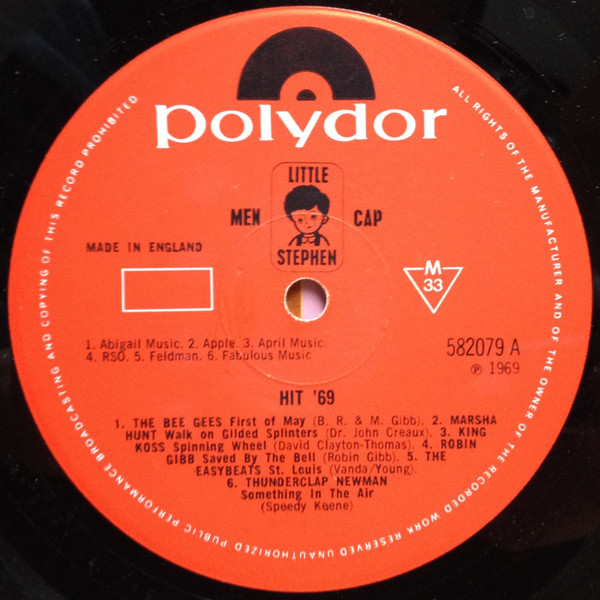 polydor
LITTLE
MEN CAP
STEPHEN
MADE IN ENGLAND
M
33
1. Abigail Music. 2. Apple. 3. April Music.
4. RSO. 5. Feldman. 6. Fabulous Music
582079 A
℗ 1969
HIT '69
1. THE BEE GEES First of May (B. R. & M. Gibb). 2. MARSHA
HUNT Walk on Gilded Splinters (Dr. John Creaux). 3. KING
KOSS Spinning Wheel (David Clayton-Thomas). 4. ROBIN
GIBB Saved By The Bell (Robin Gibb). 5. THE
EASYBEATS St. Louis (Vanda/Young).
6. THUNDERCLAP NEWMAN
Something In The Air
(Speedy Keene)
ALL RIGHTS OF THE MANUFACTURER AND OF THE OWNER OF THE RECORDED WORK RESERVED UNAUTHORIZED PUBLIC PERFORMANCE BROADCASTING AND COPYING OF THIS RECORD PROHIBITED